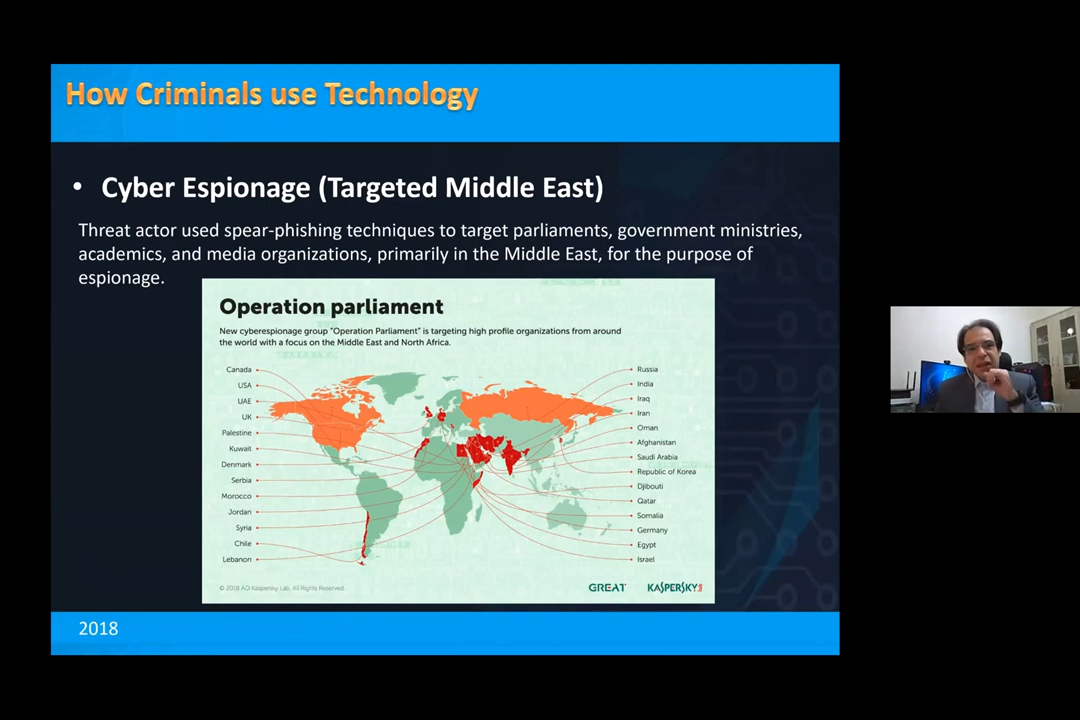 How Criminals use Technology
• Cyber Espionage (Targeted Middle East)
Threat actor used spear-phishing techniques to target parliaments, government ministries,
academics, and media organizations, primarily in the Middle East, for the purpose of
espionage.
Operation parliament
New cyberespionage group "Operation Parliament" is targeting high profile organizations from around
the world with a focus on the Middle East and North Africa.
Canada
USA
UAE
UK
Palestine
Kuwait
Denmark
Serbia
Morocco
Jordan
Syria
Chile
Lebanon
Russia
India
Iraq
Iran
Oman
Afghanistan
Saudi Arabia
Republic of Korea
Djibouti
Qatar
Somalia
Germany
Egypt
Israel
© 2018 AO Kaspersky Lab. All Rights Reserved.
GREAT
KASPERSKY lab
2018